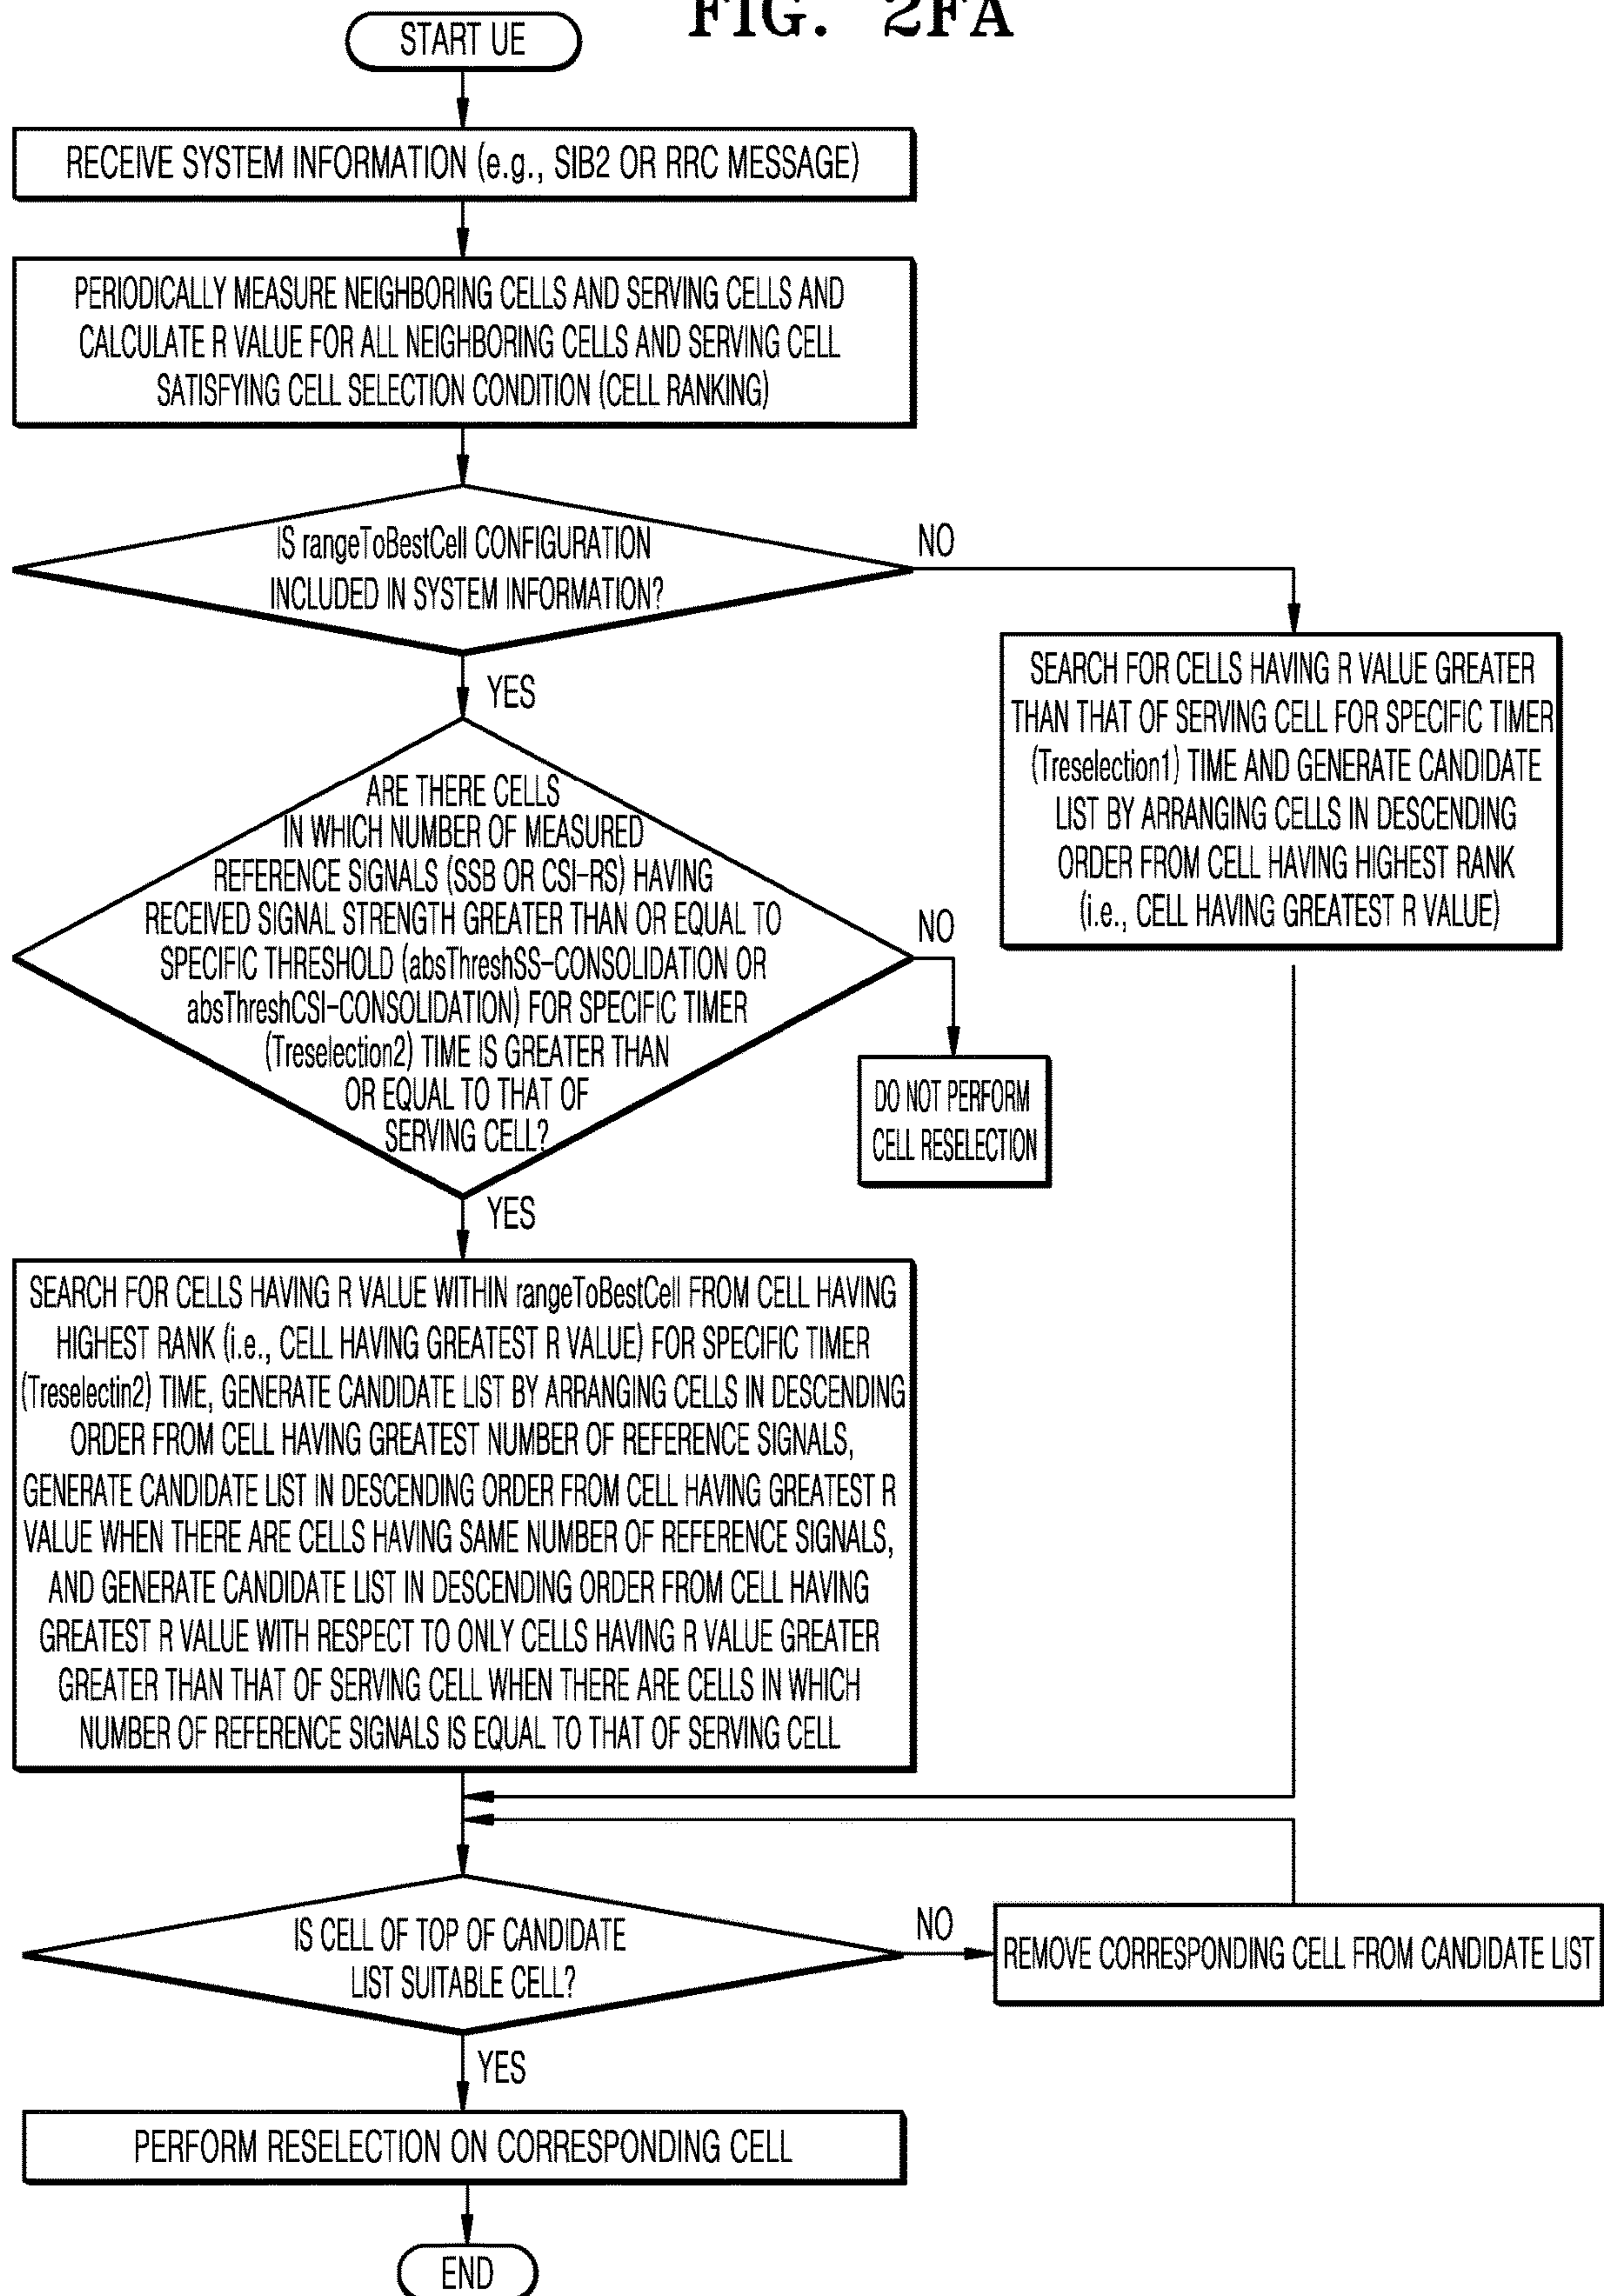 FIG. 2FA
START UE
RECEIVE SYSTEM INFORMATION (e.g., SIB2 OR RRC MESSAGE)
PERIODICALLY MEASURE NEIGHBORING CELLS AND SERVING CELLS AND
CALCULATE R VALUE FOR ALL NEIGHBORING CELLS AND SERVING CELL
SATISFYING CELL SELECTION CONDITION (CELL RANKING)
IS rangeToBestCell CONFIGURATION
INCLUDED IN SYSTEM INFORMATION?
NO
YES
SEARCH FOR CELLS HAVING R VALUE GREATER
THAN THAT OF SERVING CELL FOR SPECIFIC TIMER
(Treselection1) TIME AND GENERATE CANDIDATE
LIST BY ARRANGING CELLS IN DESCENDING
ORDER FROM CELL HAVING HIGHEST RANK
(i.e., CELL HAVING GREATEST R VALUE)
ARE THERE CELLS
IN WHICH NUMBER OF MEASURED
REFERENCE SIGNALS (SSB OR CSI-RS) HAVING
RECEIVED SIGNAL STRENGTH GREATER THAN OR EQUAL TO
SPECIFIC THRESHOLD (absThreshSS-CONSOLIDATION OR
absThreshCSI-CONSOLIDATION) FOR SPECIFIC TIMER
(Treselection2) TIME IS GREATER THAN
OR EQUAL TO THAT OF
SERVING CELL?
NO
DO NOT PERFORM
CELL RESELECTION
YES
SEARCH FOR CELLS HAVING R VALUE WITHIN rangeToBestCell FROM CELL HAVING
HIGHEST RANK (i.e., CELL HAVING GREATEST R VALUE) FOR SPECIFIC TIMER
(Treselectin2) TIME, GENERATE CANDIDATE LIST BY ARRANGING CELLS IN DESCENDING
ORDER FROM CELL HAVING GREATEST NUMBER OF REFERENCE SIGNALS,
GENERATE CANDIDATE LIST IN DESCENDING ORDER FROM CELL HAVING GREATEST R
VALUE WHEN THERE ARE CELLS HAVING SAME NUMBER OF REFERENCE SIGNALS,
AND GENERATE CANDIDATE LIST IN DESCENDING ORDER FROM CELL HAVING
GREATEST R VALUE WITH RESPECT TO ONLY CELLS HAVING R VALUE GREATER
GREATER THAN THAT OF SERVING CELL WHEN THERE ARE CELLS IN WHICH
NUMBER OF REFERENCE SIGNALS IS EQUAL TO THAT OF SERVING CELL
IS CELL OF TOP OF CANDIDATE
LIST SUITABLE CELL?
NO
REMOVE CORRESPONDING CELL FROM CANDIDATE LIST
YES
PERFORM RESELECTION ON CORRESPONDING CELL
END